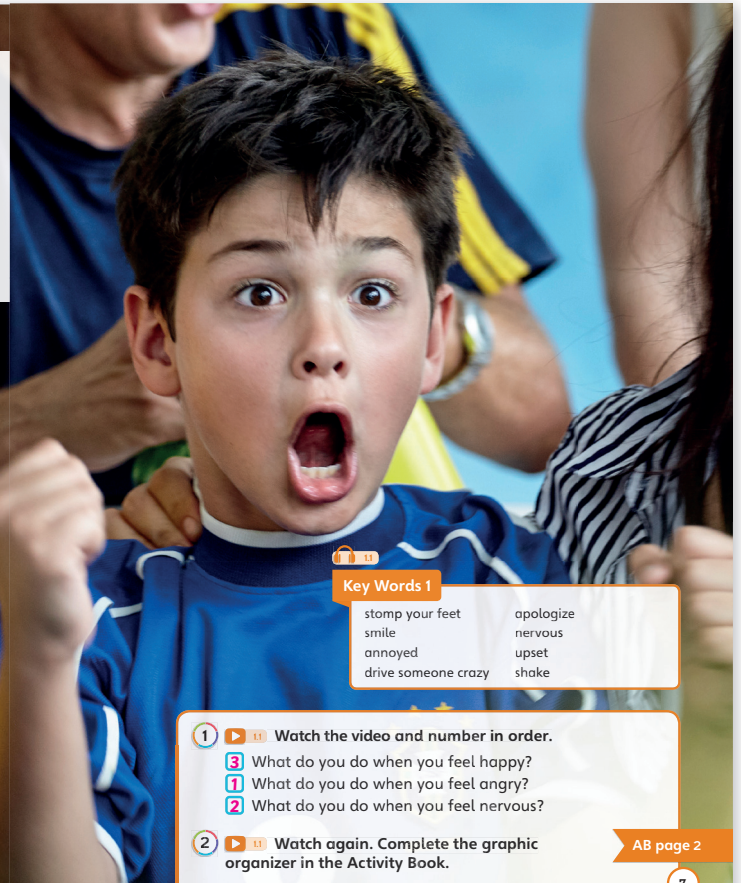 1.1
Key Words 1
stomp your feet
smile
annoyed
drive someone crazy
apologize
nervous
upset
shake
1 1.1 Watch the video and number in order.
3 What do you do when you feel happy?
1 What do you do when you feel angry?
2 What do you do when you feel nervous?
2 1.1 Watch again. Complete the graphic
organizer in the Activity Book.
AB page 2